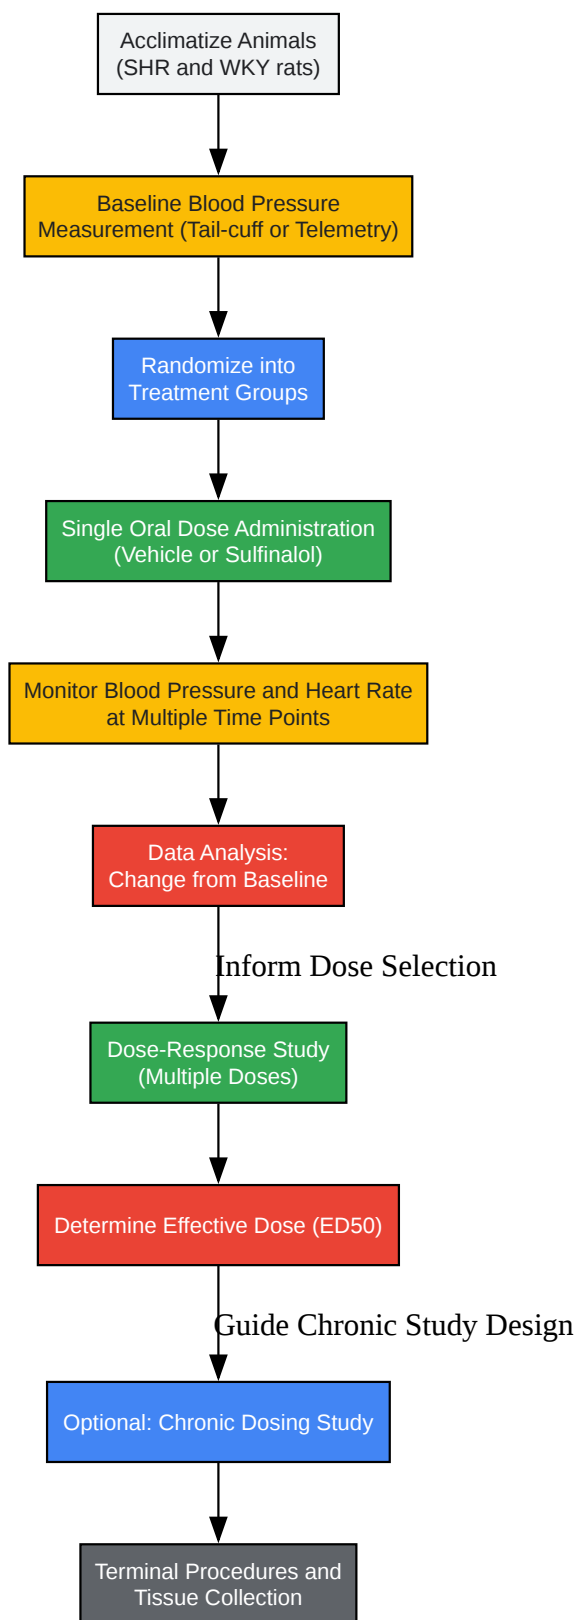 Acclimatize Animals
(SHR and WKY rats)
Baseline Blood Pressure
Measurement (Tail-cuff or Telemetry)
Randomize into
Treatment Groups
Single Oral Dose Administration
(Vehicle or Sulfinalol)
Monitor Blood Pressure and Heart Rate
at Multiple Time Points
Data Analysis:
Change from Baseline
Inform Dose Selection
Dose-Response Study
(Multiple Doses)
Determine Effective Dose (ED50)
Guide Chronic Study Design
Optional: Chronic Dosing Study
Terminal Procedures and
Tissue Collection